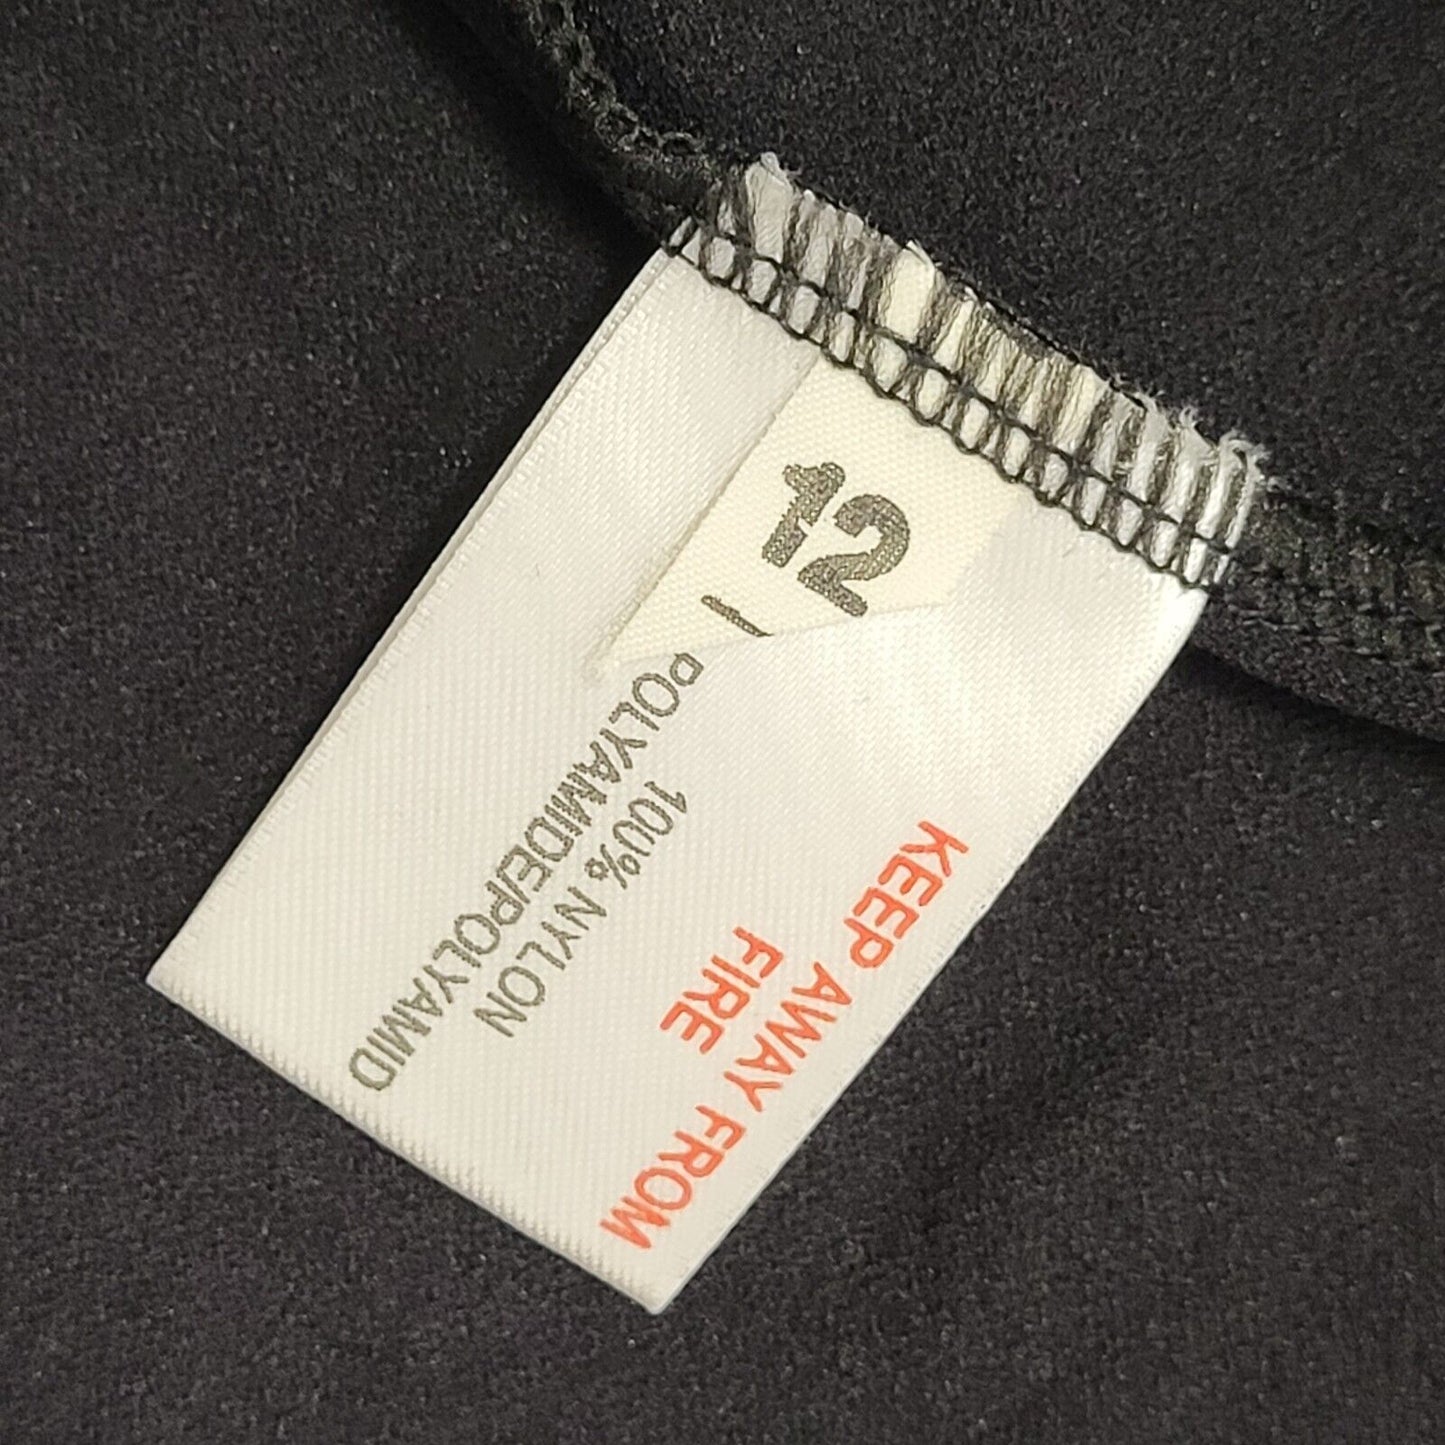 12
KEEP AWAY FROM
FIRE
100% NYLON
POLYAMIDE/POLYAMID